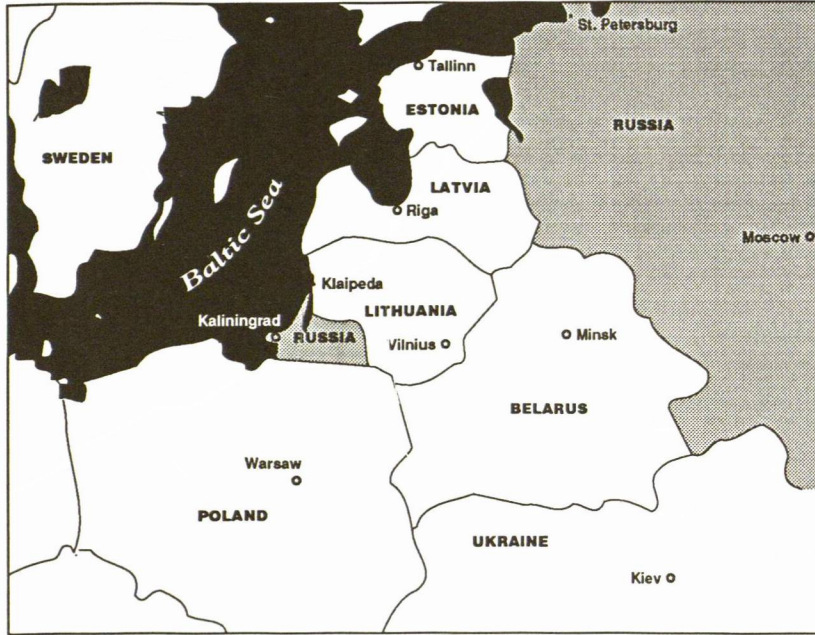 St. Petersburg
Tallinn
ESTONIA
RUSSIA
SWEDEN
LATVIA
Riga
Baltic Sea
Moscow
Klaipeda
LITHUANIA
Kaliningrad
RUSSIA
Vilnius
Minsk
BELARUS
Warsaw
POLAND
UKRAINE
Kiev